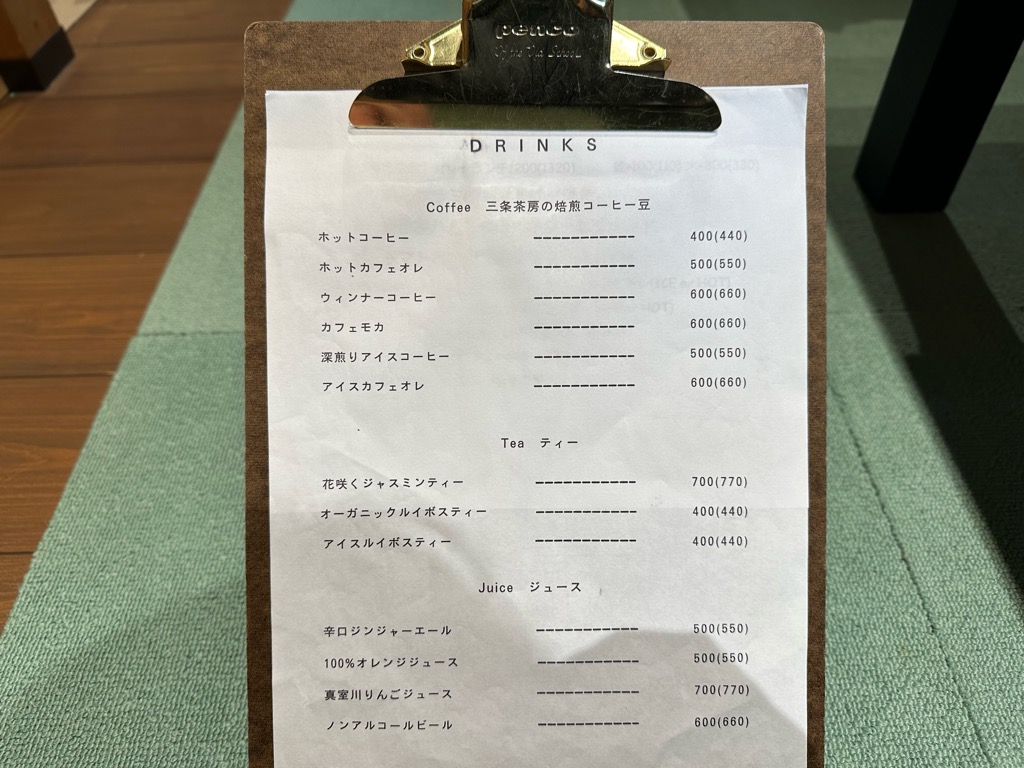 penco
DRINKS
Coffee 三条茶房の焙煎コーヒー豆
ホットコーヒー ----------- 400(440)
ホットカフェオレ ----------- 500(550)
ウィンナーコーヒー ----------- 600(660)
カフェモカ ----------- 600(660)
深煎りアイスコーヒー ----------- 500(550)
アイスカフェオレ ----------- 600(660)
Tea ティー
花咲くジャスミンティー ----------- 700(770)
オーガニックルイボスティー ----------- 400(440)
アイスルイボスティー ----------- 400(440)
Juice ジュース
辛口ジンジャーエール ----------- 500(550)
100%オレンジジュース ----------- 500(550)
真室川りんごジュース ----------- 700(770)
ノンアルコールビール ----------- 600(660)